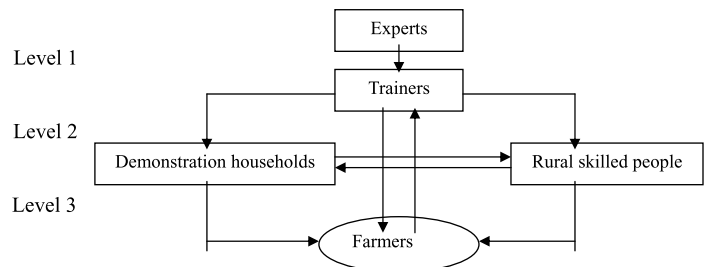 Experts
Level 1
Trainers
Level 2
Demonstration households
Rural skilled people
Level 3
Farmers